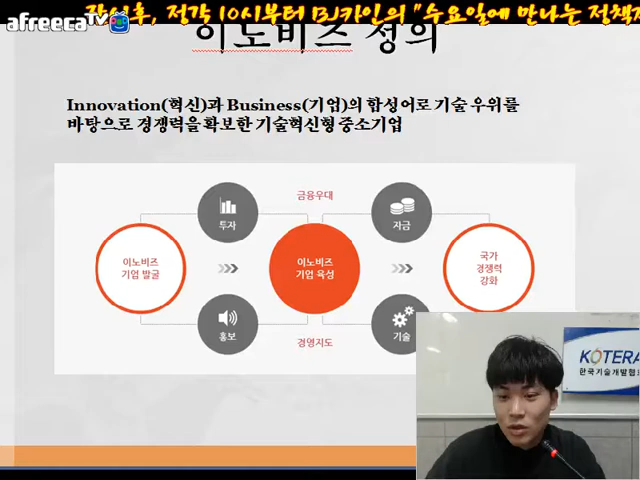 잠시후, 정각 10시부터 BJ카인의 "수요일에 만나는 정책자
afreecaTV
이노비즈 정의
Innovation(혁신)과 Business(기업)의 합성어로 기술 우위를
바탕으로 경쟁력을 확보한 기술혁신형 중소기업
금융우대
투자
자금
이노비즈
기업 발굴
이노비즈
기업 육성
국가
경쟁력
강화
홍보
기술
경영지도
KOTERA
한국기술개발협회